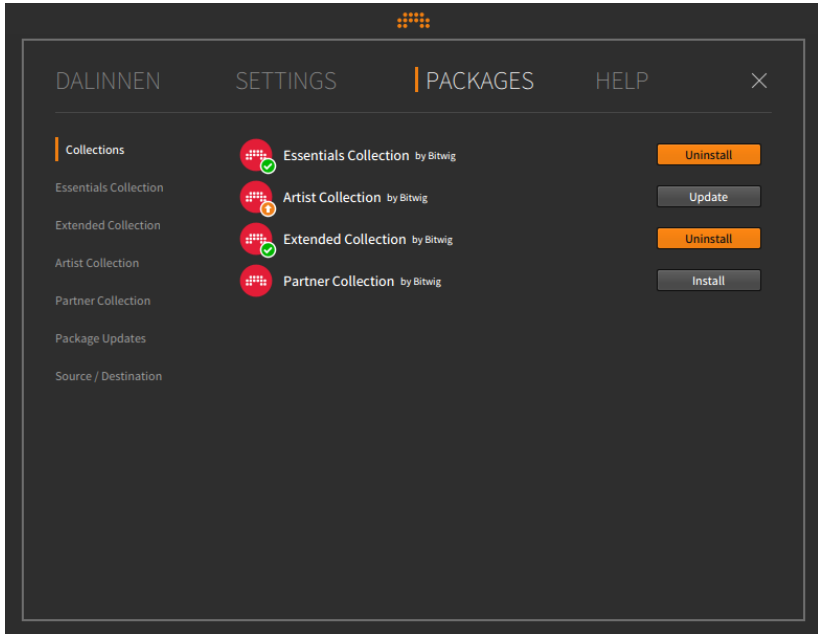 DALINNEN SETTINGS PACKAGES HELP
Collections
Essentials Collection
Extended Collection
Artist Collection
Partner Collection
Package Updates
Source / Destination
Essentials Collection by Bitwig Uninstall
Artist Collection by Bitwig Update
Extended Collection by Bitwig Uninstall
Partner Collection by Bitwig Install